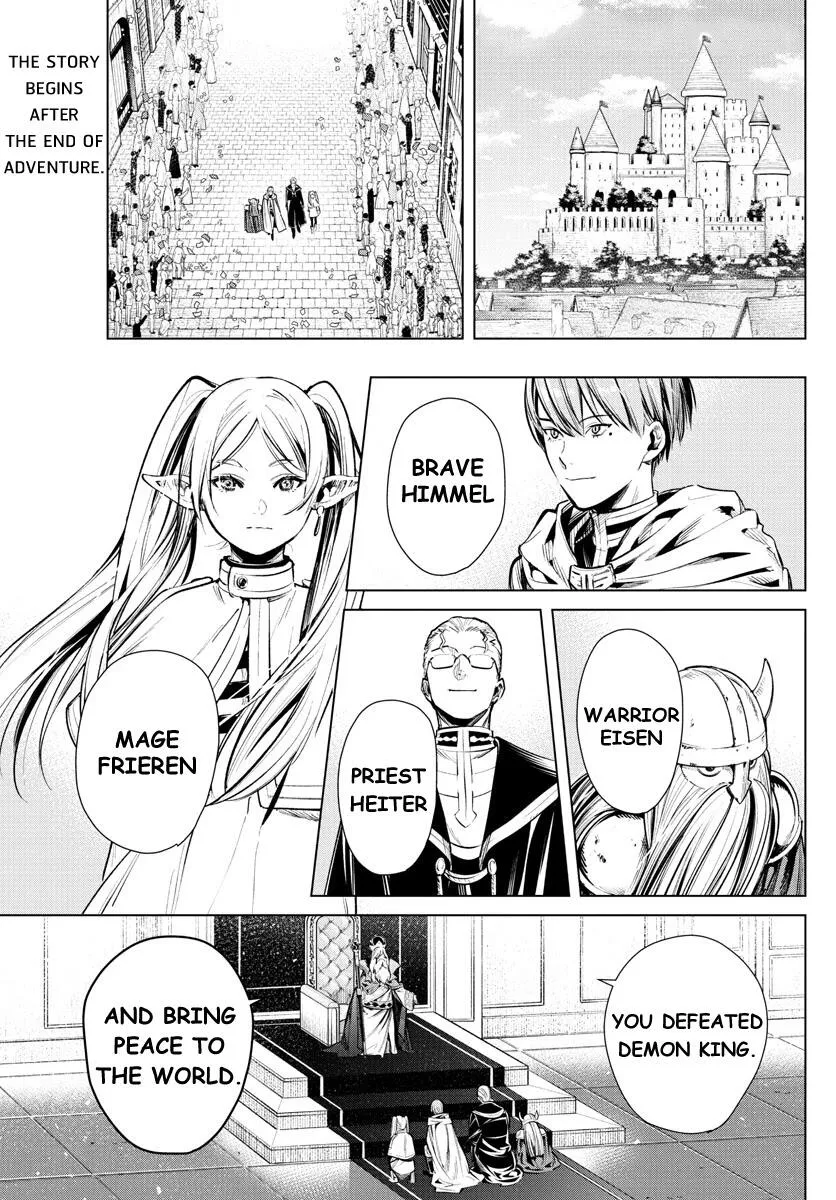 THE STORY
BEGINS
AFTER
THE END OF
ADVENTURE.
BRAVE
HIMMEL
WARRIOR
EISEN
PRIEST
HEITER
MAGE
FRIEREN
YOU DEFEATED
DEMON KING.
AND BRING
PEACE TO
THE WORLD.